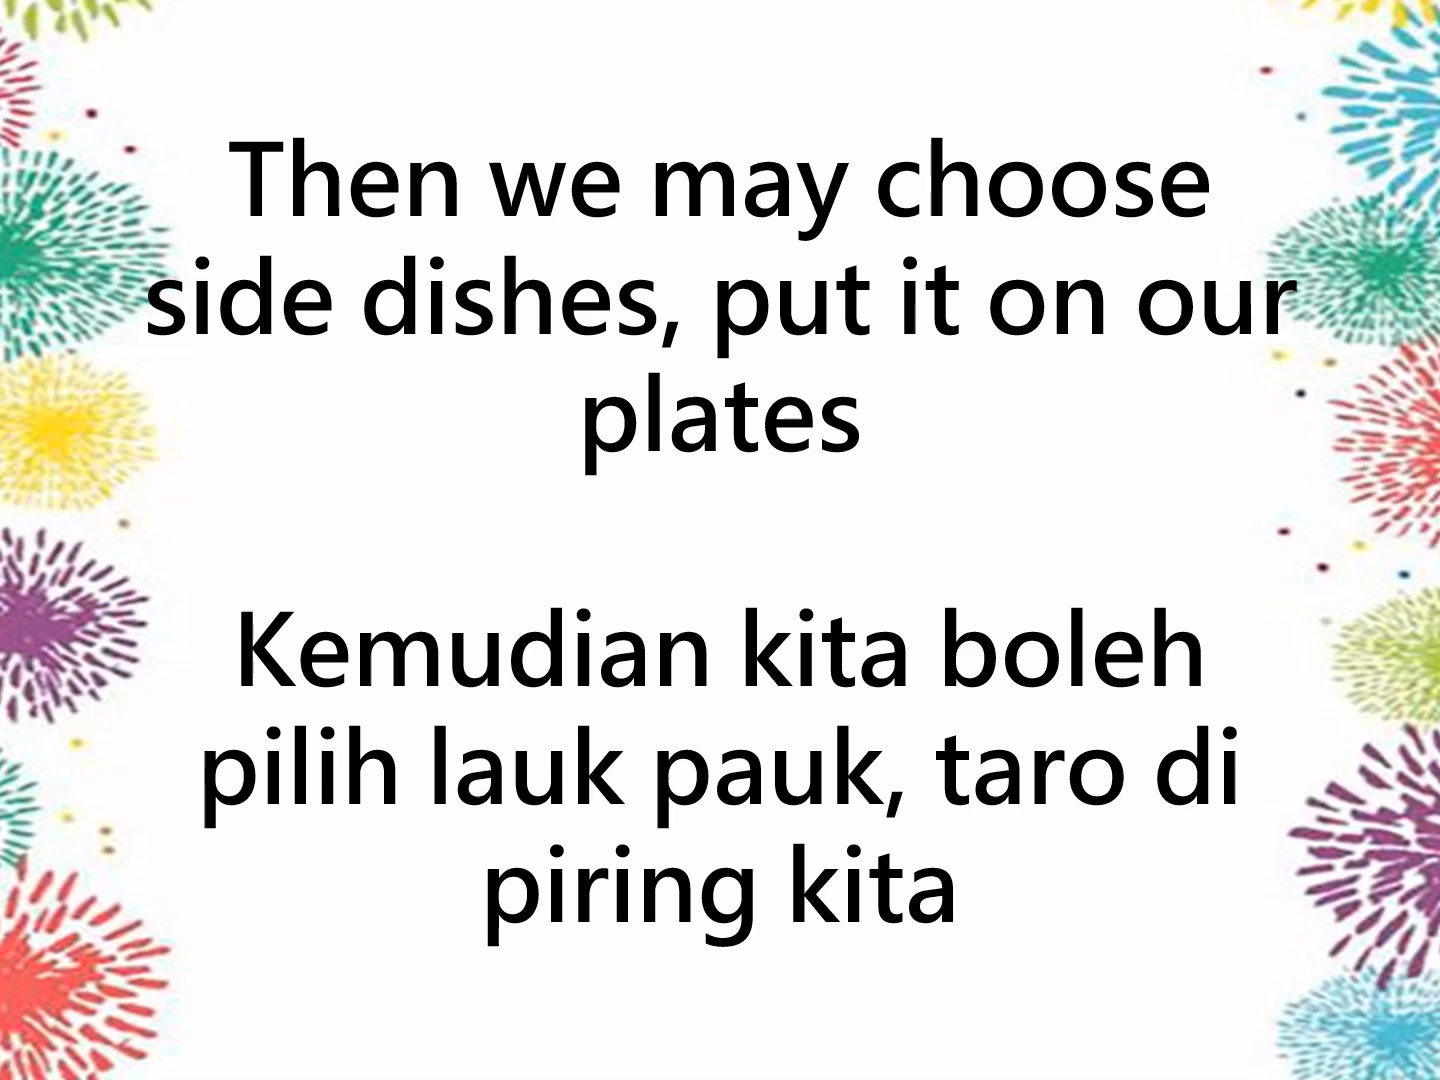 Then we may choose
side dishes, put it on our
plates
Kemudian kita boleh
pilih lauk pauk, taro di
piring kita